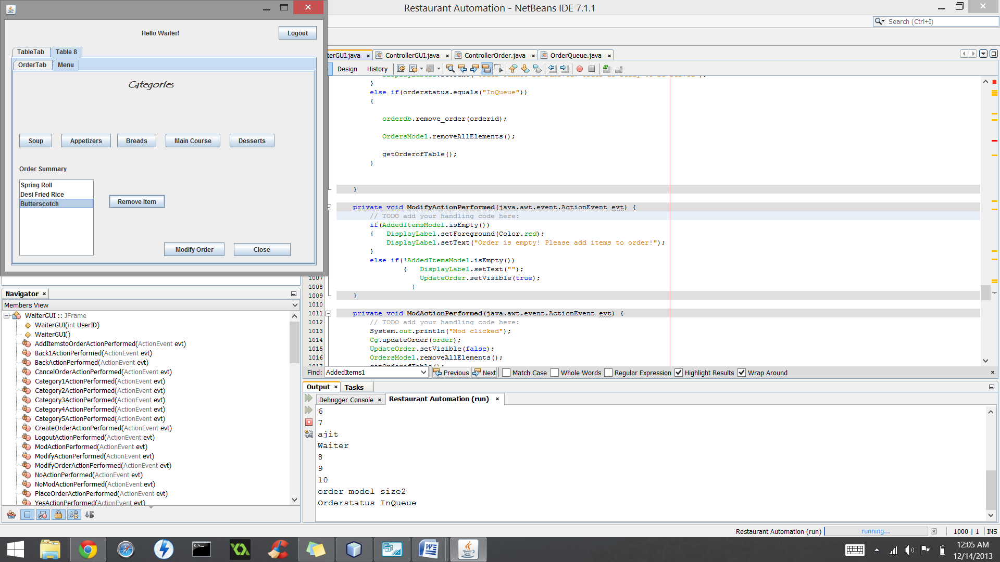 Restaurant Automation - NetBeans IDE 7.1.1
Search (Ctrl+I)
Hello Waiter!
Logout
TableTab
Table 8
OrderTab
Menu
Categories
Soup
Appetizers
Breads
Main Course
Desserts
Order Summary
Spring Roll
Desi Fried Rice
Butterscotch
Remove Item
Modify Order
Close
terGUI.java
ControllerGUI.java
ControllerOrder.java
OrderQueue.java
Design
History
}
else if(orderstatus.equals("InQueue"))
{
orderdb.remove_order(orderid);
OrdersModel.removeAllElements();
getOrderofTable();
}
}
private void ModifyActionPerformed(java.awt.event.ActionEvent evt) {
// TODO add your handling code here:
if(AddedItemsModel.isEmpty())
{ DisplayLabel.setForeground(Color.red);
DisplayLabel.setText("Order is empty! Please add items to order!");
}
else if(!AddedItemsModel.isEmpty())
{ DisplayLabel.setText("");
1007 UpdateOrder.setVisible(true);
1008 }
1009 }
1010
1011 private void ModActionPerformed(java.awt.event.ActionEvent evt) {
1012 // TODO add your handling code here:
1013 System.out.println("Mod clicked");
1014 Cg.updateOrder(order);
1015 UpdateOrder.setVisible(false);
1016 OrdersModel.removeAllElements();
1017 getOrderofTable();
Find: AddedItems1
Previous
Next
Match Case
Whole Words
Regular Expression
Highlight Results
Wrap Around
Navigator
Members View
WaiterGUI :: JFrame
WaiterGUI(int UserID)
WaiterGUI()
AddItemstoOrderActionPerformed(ActionEvent evt)
Back1ActionPerformed(ActionEvent evt)
BackActionPerformed(ActionEvent evt)
CancelOrderActionPerformed(ActionEvent evt)
Category1ActionPerformed(ActionEvent evt)
Category2ActionPerformed(ActionEvent evt)
Category3ActionPerformed(ActionEvent evt)
Category4ActionPerformed(ActionEvent evt)
Category5ActionPerformed(ActionEvent evt)
CreateOrderActionPerformed(ActionEvent evt)
LogoutActionPerformed(ActionEvent evt)
ModActionPerformed(ActionEvent evt)
ModifyActionPerformed(ActionEvent evt)
ModifyOrderActionPerformed(ActionEvent evt)
NoActionPerformed(ActionEvent evt)
NoModActionPerformed(ActionEvent evt)
PlaceOrderActionPerformed(ActionEvent evt)
YesActionPerformed(ActionEvent evt)
Output
Tasks
Debugger Console
Restaurant Automation (run)
6
7
ajit
Waiter
8
9
10
order model size2
Orderstatus InQueue
Restaurant Automation (run)
running...
1000 | 1
INS
12:05 AM
12/14/2013